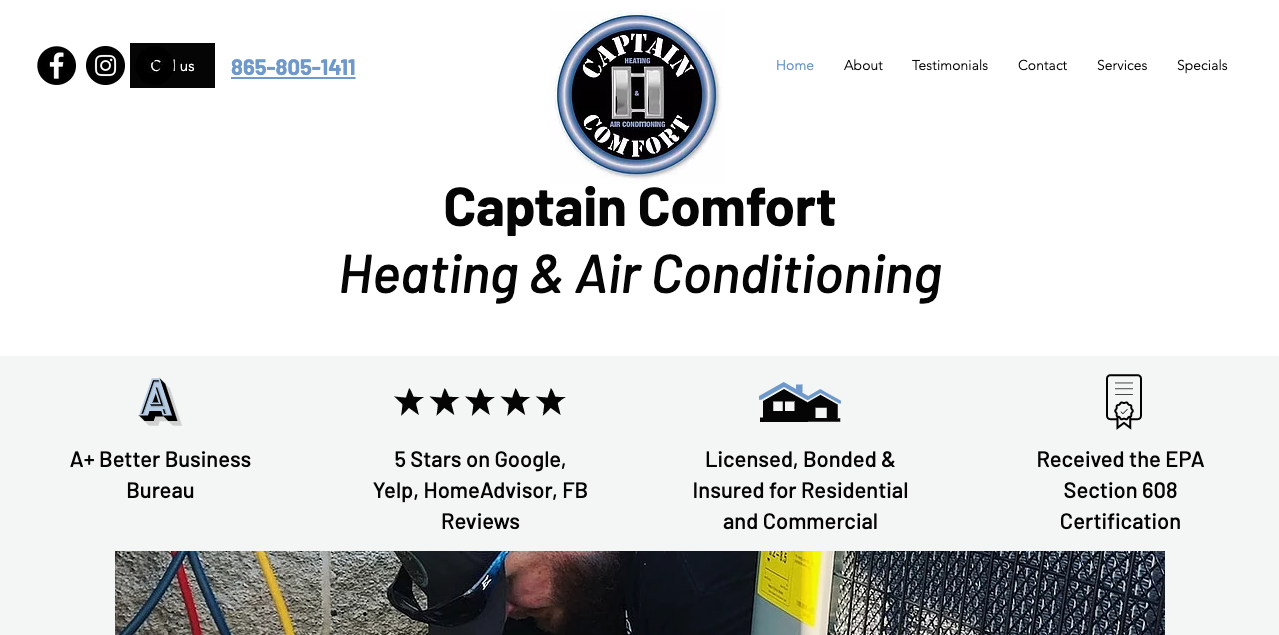 Call us
865-805-1411
CAPTAIN
HEATING
&
AIR CONDITIONING
COMFORT
Home
About
Testimonials
Contact
Services
Specials
Captain Comfort
Heating & Air Conditioning
A
A+ Better Business
Bureau
5 Stars on Google,
Yelp, HomeAdvisor, FB
Reviews
Licensed, Bonded &
Insured for Residential
and Commercial
Received the EPA
Section 608
Certification